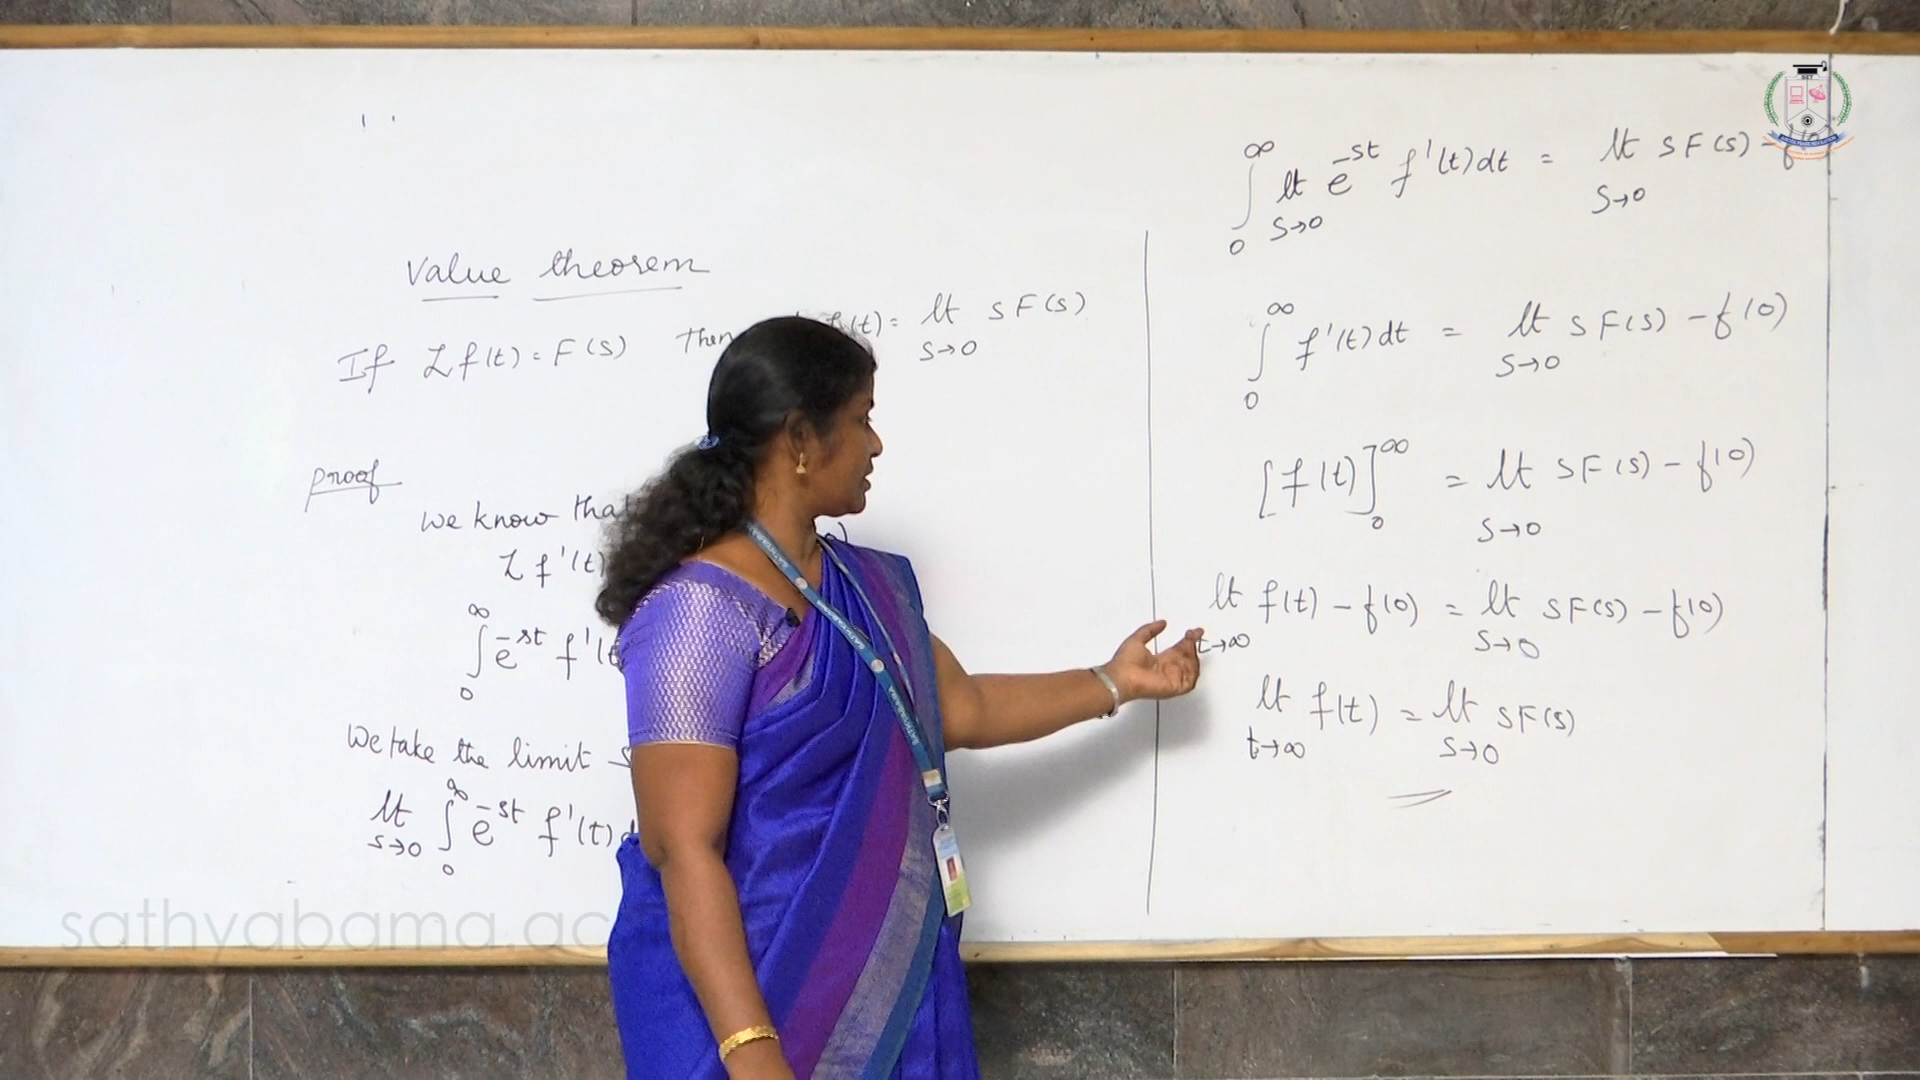 Value theorem
If L f(t) = F(s) Then f(t) = lt s→0 sF(s)
proof
We know that
L f'(t)
∫₀^∞ e^-st f'(t
We take the limit s
lt s→0 ∫₀^∞ e^-st f'(t) d
∫₀^∞ lt s→0 e^-st f'(t) dt = lt s→0 sF(s) - f(0)
∫₀^∞ f'(t) dt = lt s→0 sF(s) - f(0)
[f(t)]₀^∞ = lt s→0 sF(s) - f(0)
lt t→∞ f(t) - f(0) = lt s→0 sF(s) - f(0)
lt t→∞ f(t) = lt s→0 sF(s)
sathyabama.ac